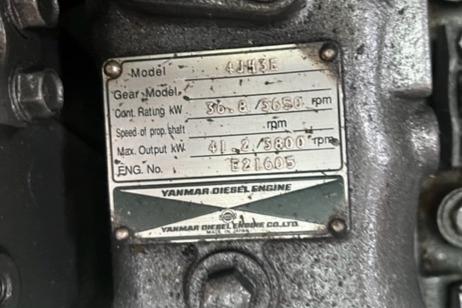 Model 4JH3E
Gear Model
Cont. Rating kW 36.8/3650 rpm
Speed of prop. shaft rpm
Max. Output kW 41.2/3800 rpm
ENG. No. E21605
YANMAR DIESEL ENGINE
YANMAR DIESEL ENGINE CO., LTD.
MADE IN JAPAN